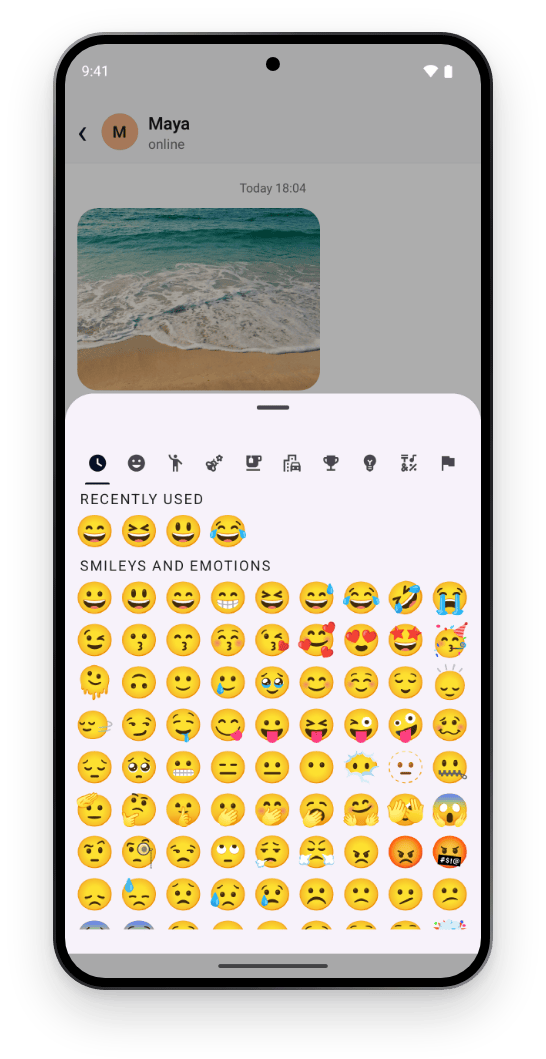 9:41
M
Maya
online
Today 18:04
RECENTLY USED
SMILEYS AND EMOTIONS
#$!@